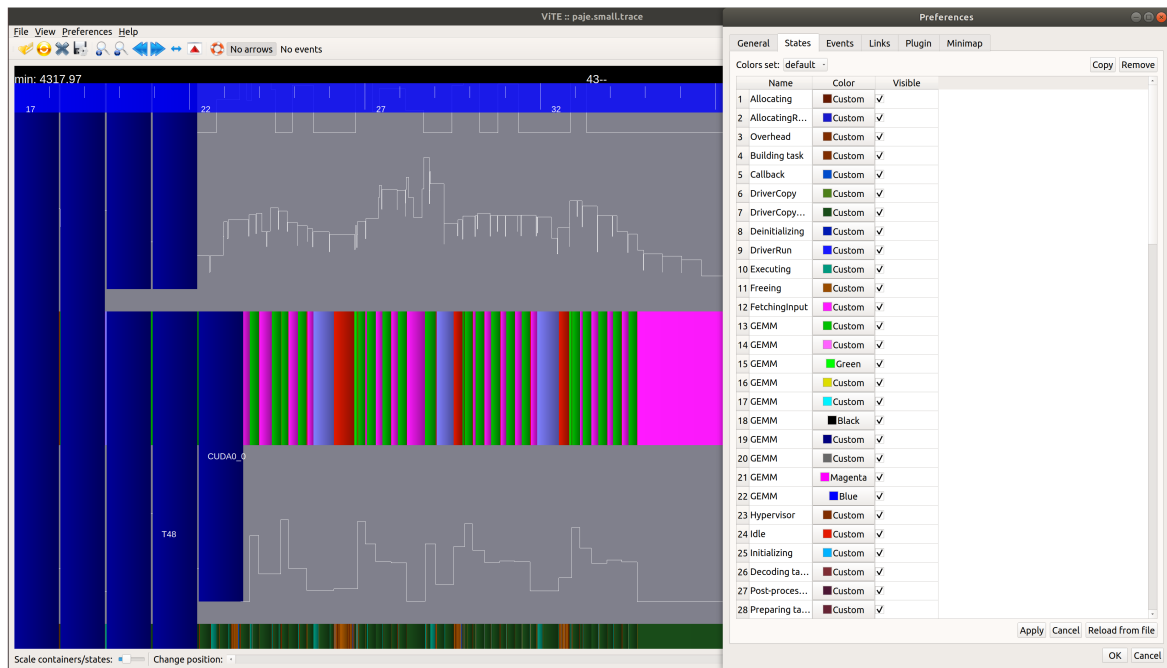 ViTE :: paje.small.trace
File View Preferences Help
No arrows No events
min: 4317.97 43--
17 22 27 32
CUDA0_0
T48
Scale containers/states: Change position: -
Preferences
General States Events Links Plugin Minimap
Colors set: default Copy Remove
Name Color Visible
1 Allocating Custom
2 AllocatingR... Custom
3 Overhead Custom
4 Building task Custom
5 Callback Custom
6 DriverCopy Custom
7 DriverCopy... Custom
8 Deinitializing Custom
9 DriverRun Custom
10 Executing Custom
11 Freeing Custom
12 FetchingInput Custom
13 GEMM Custom
14 GEMM Custom
15 GEMM Green
16 GEMM Custom
17 GEMM Custom
18 GEMM Black
19 GEMM Custom
20 GEMM Custom
21 GEMM Magenta
22 GEMM Blue
23 Hypervisor Custom
24 Idle Custom
25 Initializing Custom
26 Decoding ta... Custom
27 Post-proces... Custom
28 Preparing ta... Custom
Apply Cancel Reload from file
OK Cancel